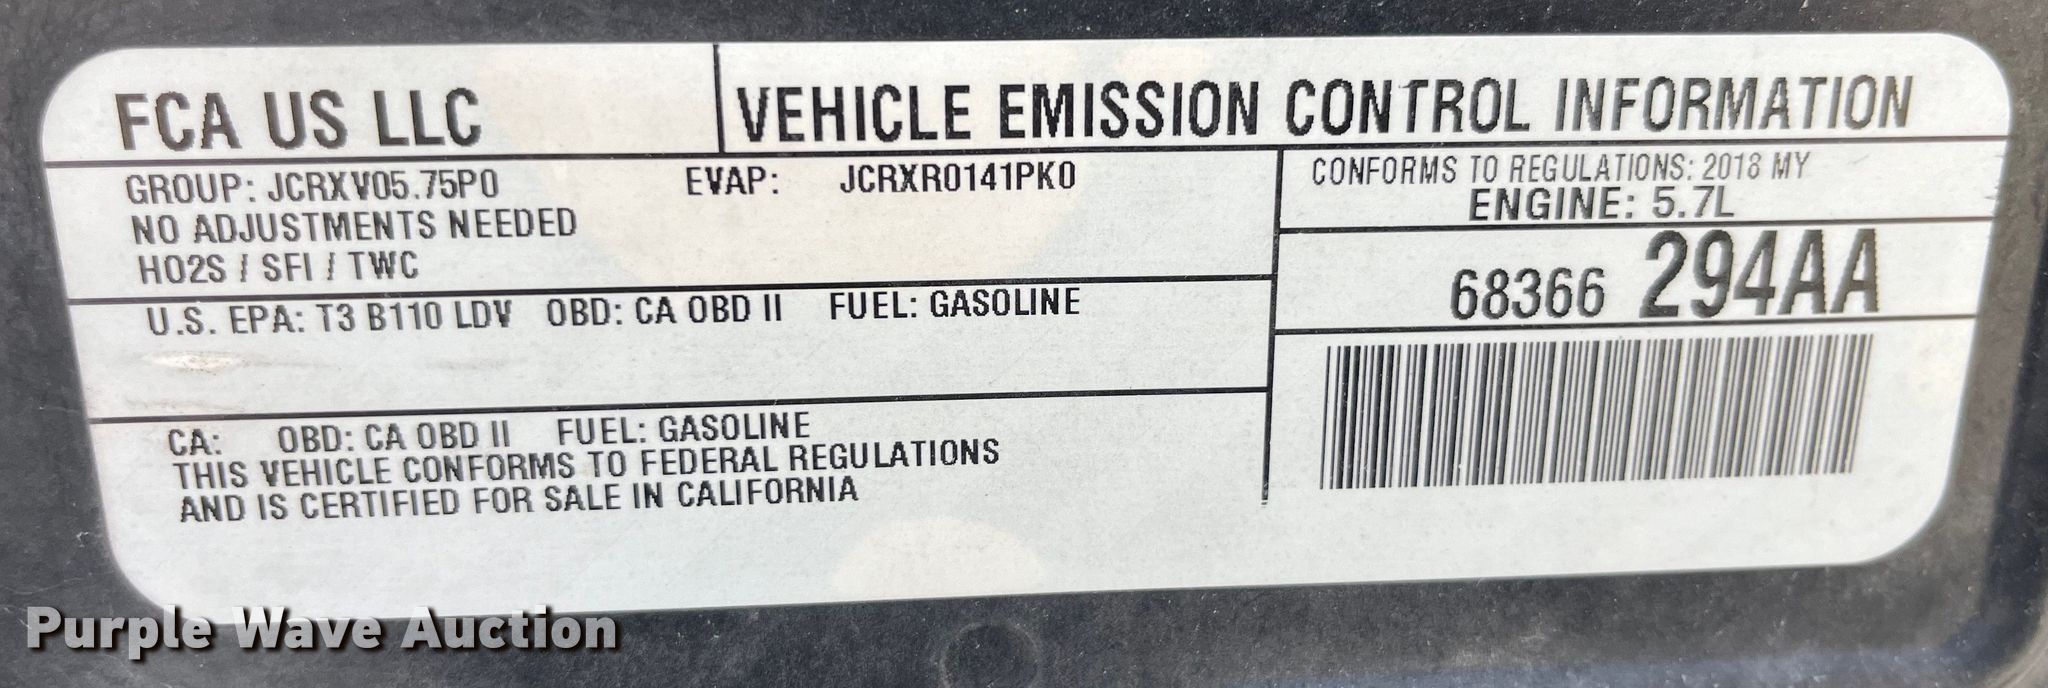 FCA US LLC
VEHICLE EMISSION CONTROL INFORMATION
GROUP: JCRXV05.75P0 EVAP: JCRXR0141PK0
NO ADJUSTMENTS NEEDED
HO2S / SFI / TWC
CONFORMS TO REGULATIONS: 2018 MY
ENGINE: 5.7L
68366 294AA
U.S. EPA: T3 B110 LDV OBD: CA OBD II FUEL: GASOLINE
CA: OBD: CA OBD II FUEL: GASOLINE
THIS VEHICLE CONFORMS TO FEDERAL REGULATIONS
AND IS CERTIFIED FOR SALE IN CALIFORNIA
Purple Wave Auction